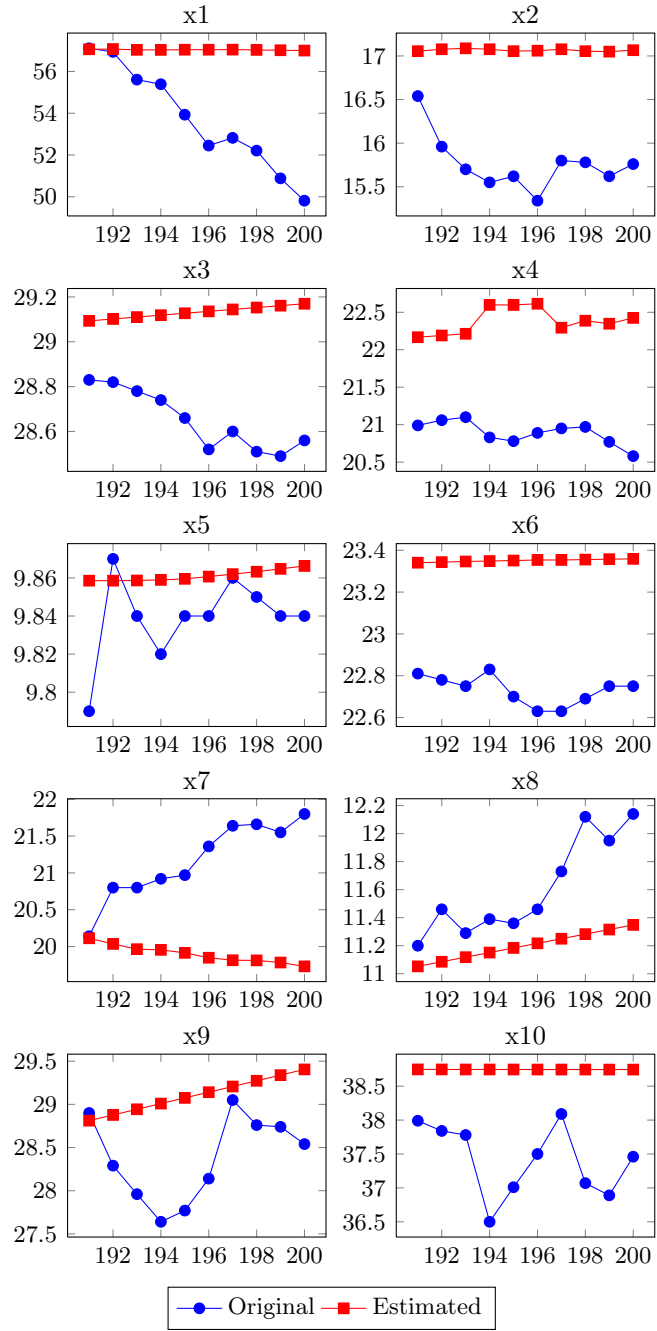 x1
56
54
52
50
192 194 196 198 200
x2
17
16.5
16
15.5
192 194 196 198 200
x3
29.2
29
28.8
28.6
192 194 196 198 200
x4
22.5
22
21.5
21
20.5
192 194 196 198 200
x5
9.86
9.84
9.82
9.8
192 194 196 198 200
x6
23.4
23.2
23
22.8
22.6
192 194 196 198 200
x7
22
21.5
21
20.5
20
192 194 196 198 200
x8
12.2
12
11.8
11.6
11.4
11.2
11
192 194 196 198 200
x9
29.5
29
28.5
28
27.5
192 194 196 198 200
x10
38.5
38
37.5
37
36.5
192 194 196 198 200
Original Estimated